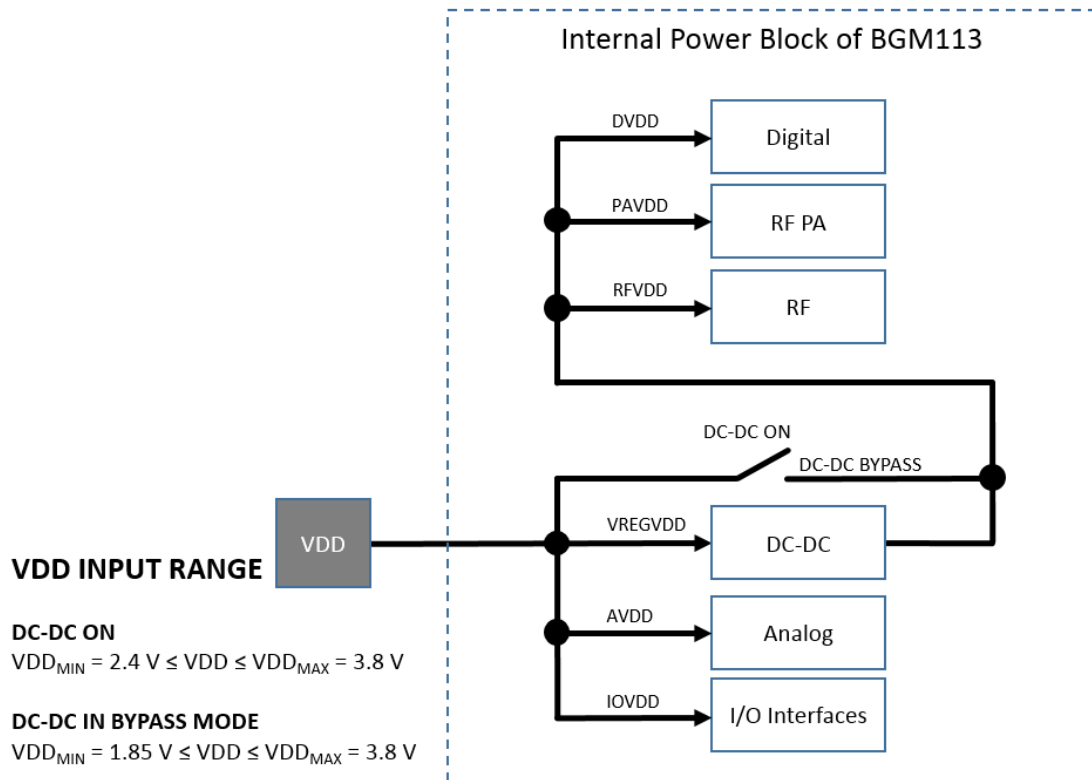 Internal Power Block of BGM113
DVDD
Digital
PAVDD
RF PA
RFVDD
RF
DC-DC ON
DC-DC BYPASS
VDD
VREGVDD
DC-DC
VDD INPUT RANGE
AVDD
Analog
DC-DC ON
VDDMIN = 2.4 V ≤ VDD ≤ VDDMAX = 3.8 V
IOVDD
I/O Interfaces
DC-DC IN BYPASS MODE
VDDMIN = 1.85 V ≤ VDD ≤ VDDMAX = 3.8 V